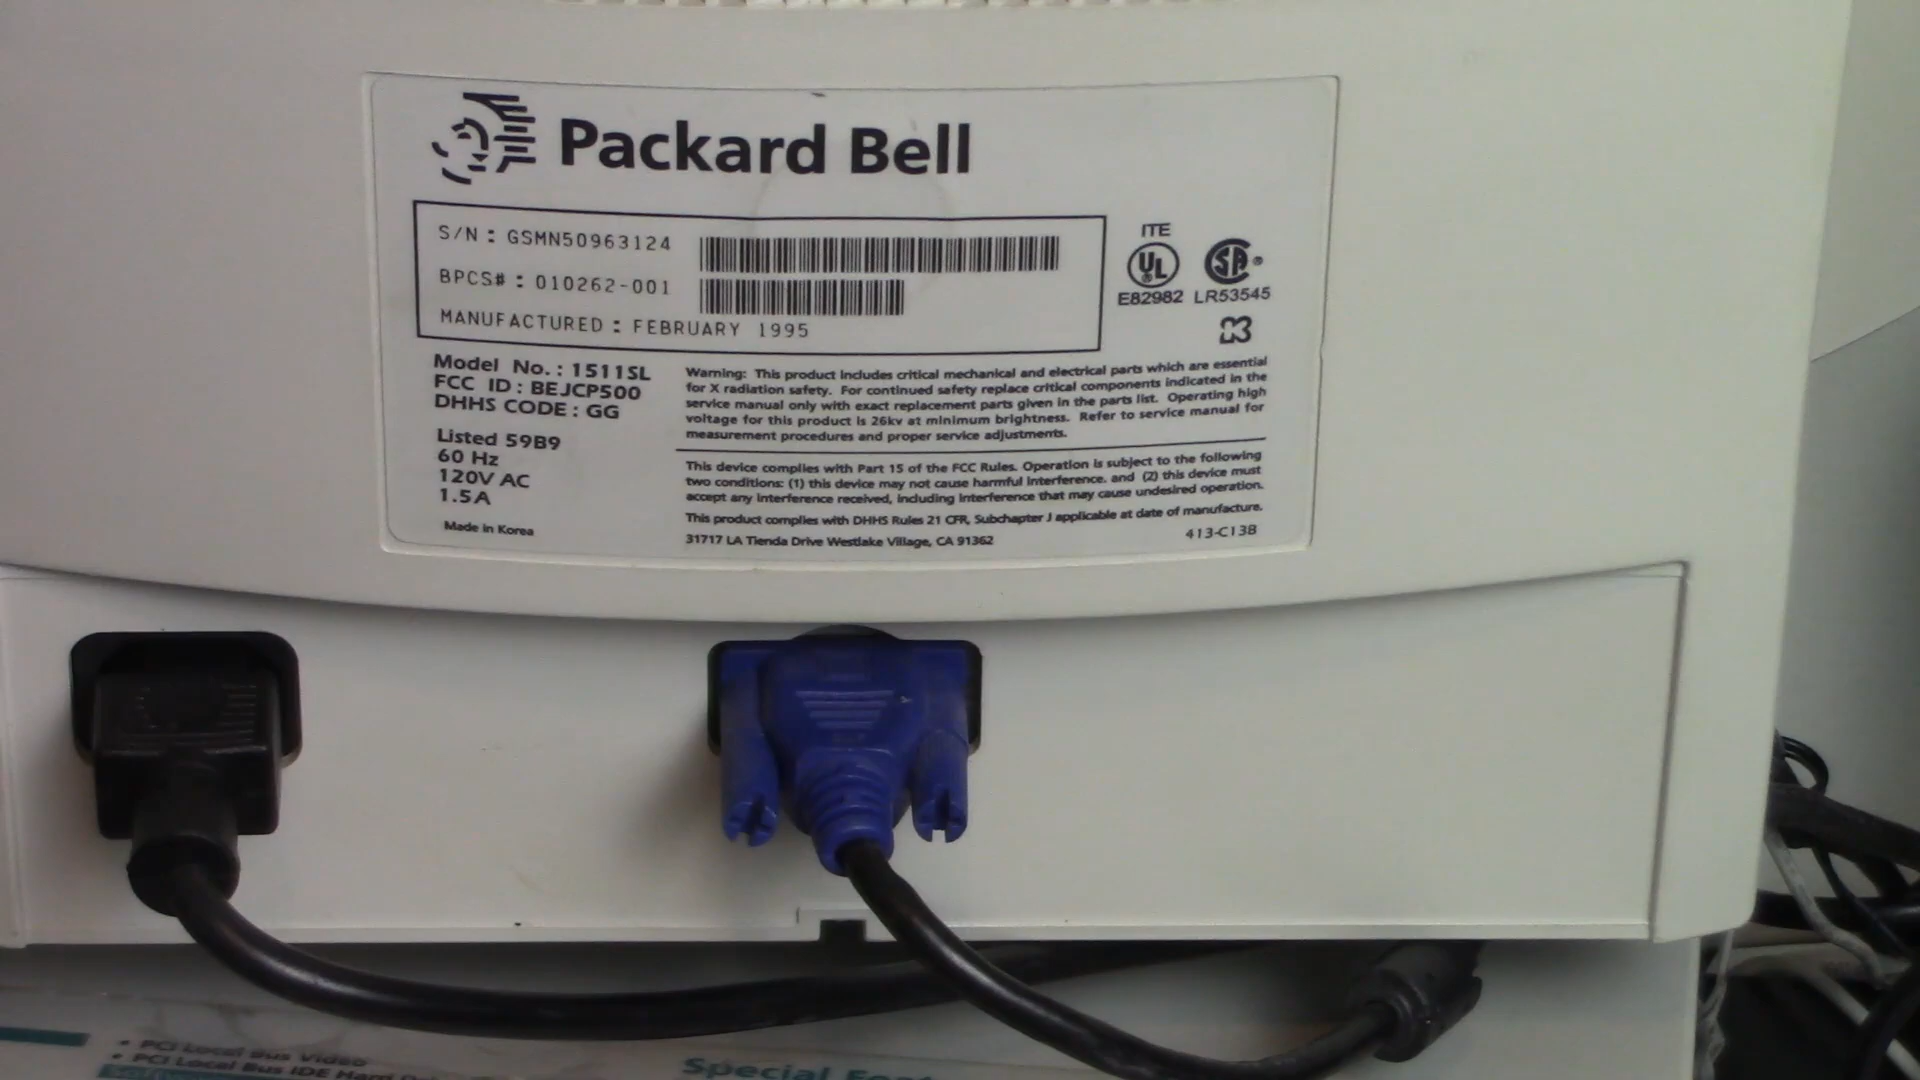 Packard Bell
S/N : GSMN50963124
BPCS# : 010262-001
MANUFACTURED : FEBRUARY 1995
ITE
UL
E82982
SA
LR53545
Model No. : 1511SL
FCC ID : BEJCP500
DHHS CODE : GG
Listed 59B9
60 Hz
120V AC
1.5A
Made in Korea
Warning: This product includes critical mechanical and electrical parts which are essential
for X radiation safety. For continued safety replace critical components indicated in the
service manual only with exact replacement parts given in the parts list. Operating high
voltage for this product is 26kv at minimum brightness. Refer to service manual for
measurement procedures and proper service adjustments.
This device complies with Part 15 of the FCC Rules. Operation is subject to the following
two conditions: (1) this device may not cause harmful interference. and (2) this device must
accept any interference received, including interference that may cause undesired operation.
This product complies with DHHS Rules 21 CFR, Subchapter J applicable at date of manufacture.
31717 LA Tienda Drive Westlake Village, CA 91362
413-C13B
• PCI Local Bus Video
• PCI Local Bus IDE Hard
Special